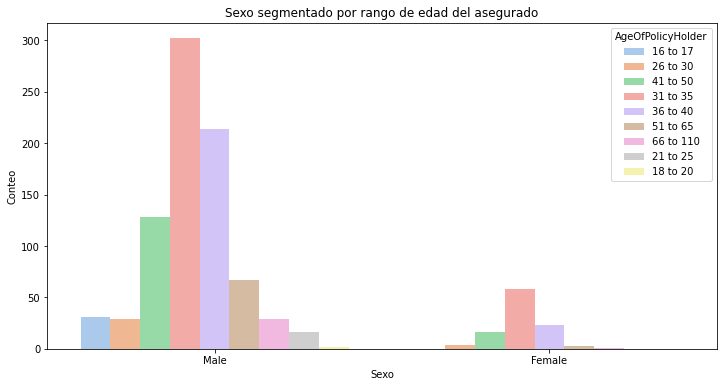 Sexo segmentado por rango de edad del asegurado
AgeOfPolicyHolder
16 to 17
26 to 30
41 to 50
31 to 35
36 to 40
51 to 65
66 to 110
21 to 25
18 to 20
300
250
200
150
100
50
0
Conteo
Male
Female
Sexo